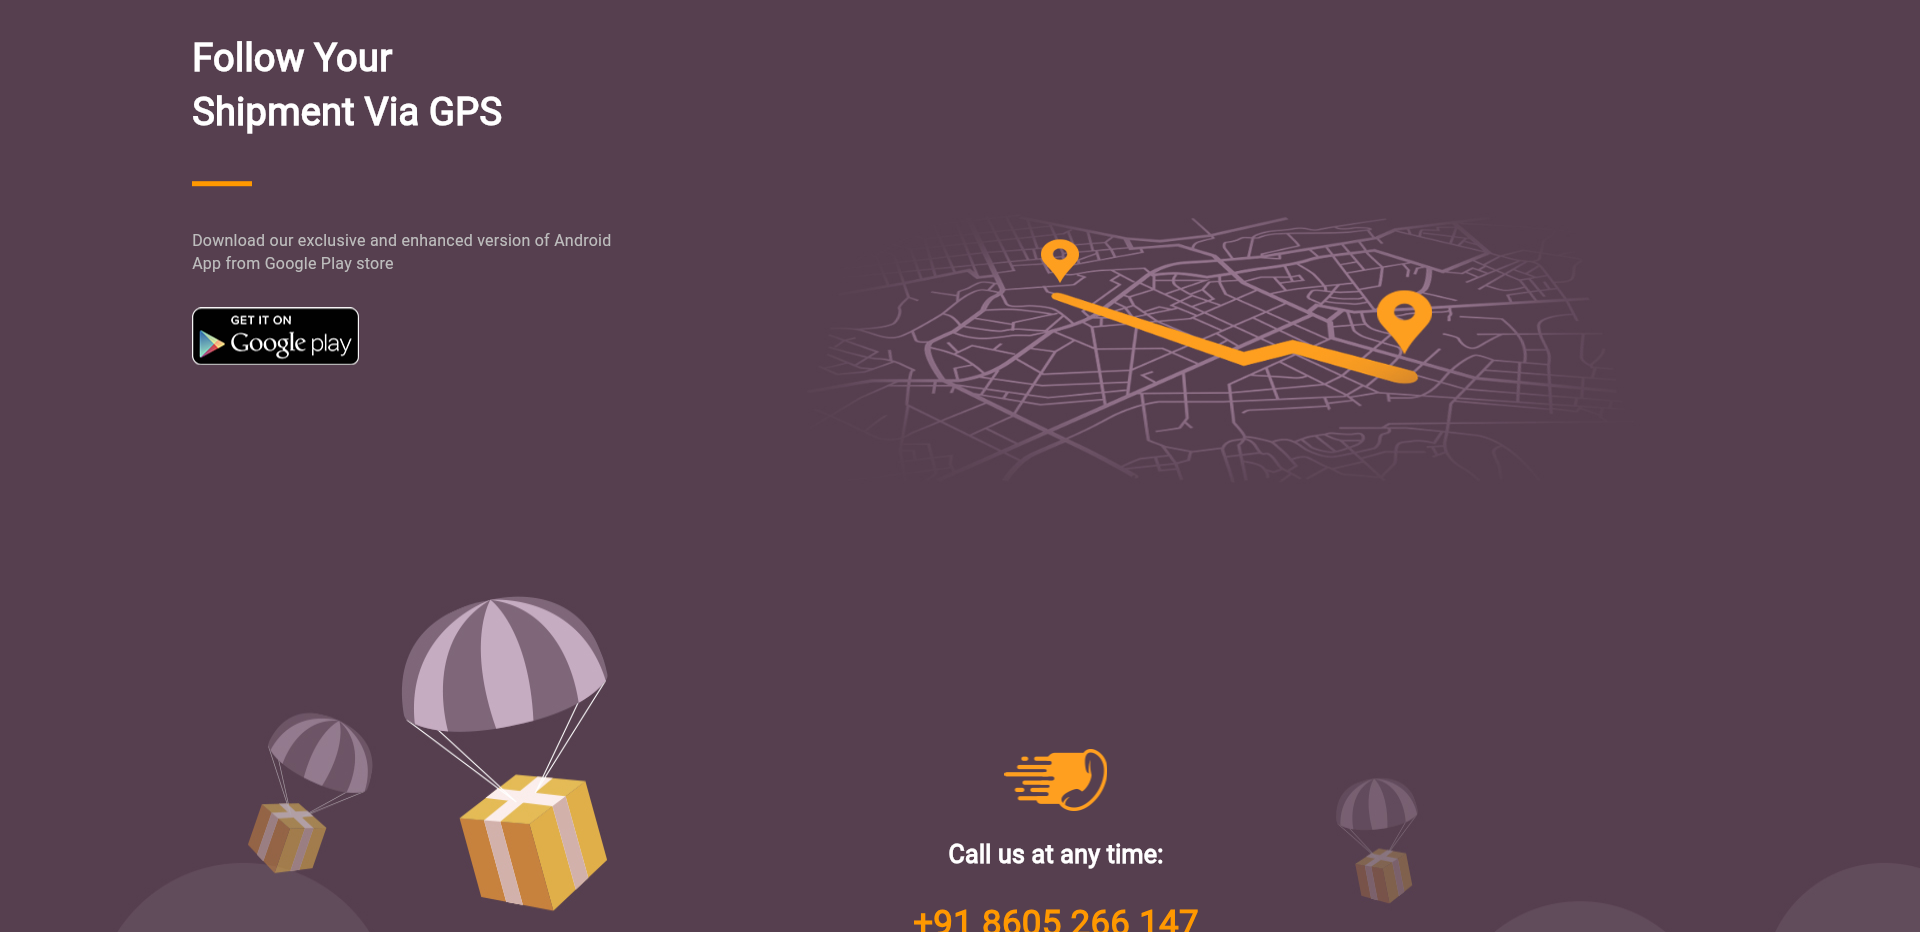 Follow Your
Shipment Via GPS
Download our exclusive and enhanced version of Android
App from Google Play store
GET IT ON
Google play
Call us at any time:
+91 8605 266 147